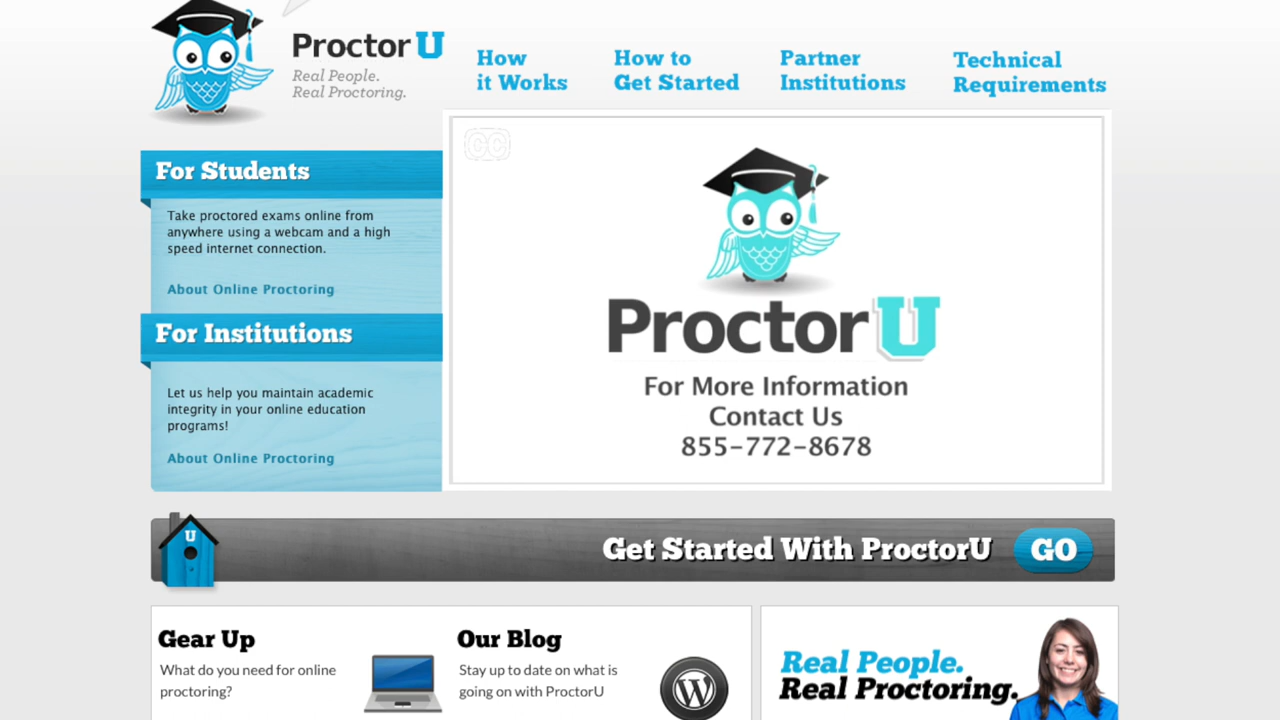 Proctor U
Real People.
Real Proctoring.
How
it Works
How to
Get Started
Partner
Institutions
Technical
Requirements
For Students
Take proctored exams online from
anywhere using a webcam and a high
speed internet connection.
About Online Proctoring
For Institutions
Let us help you maintain academic
integrity in your online education
programs!
About Online Proctoring
CC
ProctorU
For More Information
Contact Us
855-772-8678
U
Get Started With ProctorU
GO
Gear Up
What do you need for online
proctoring?
Our Blog
Stay up to date on what is
going on with ProctorU
W
Real People.
Real Proctoring.